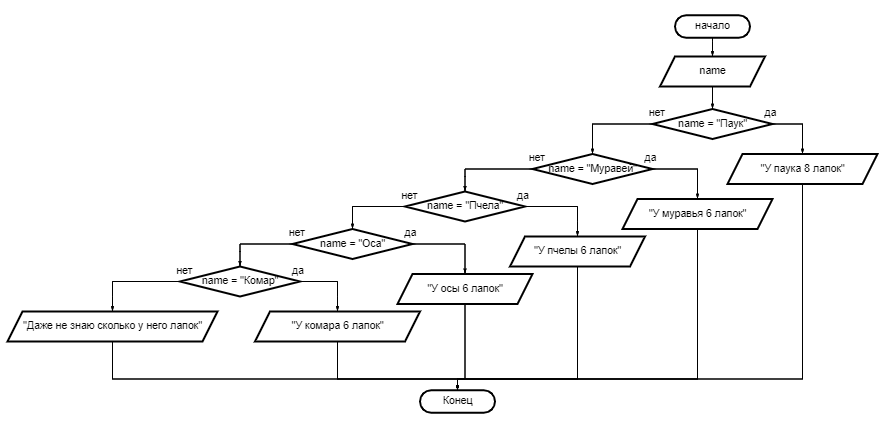 начало
name
нет
да
name = "Паук"
нет
да
name = "Муравей
"У паука 8 лапок"
нет
да
name = "Пчела"
"У муравья 6 лапок"
нет
да
name = "Оса"
"У пчелы 6 лапок"
нет
да
name = "Комар"
"У осы 6 лапок"
"Даже не знаю сколько у него лапок"
"У комара 6 лапок"
Конец